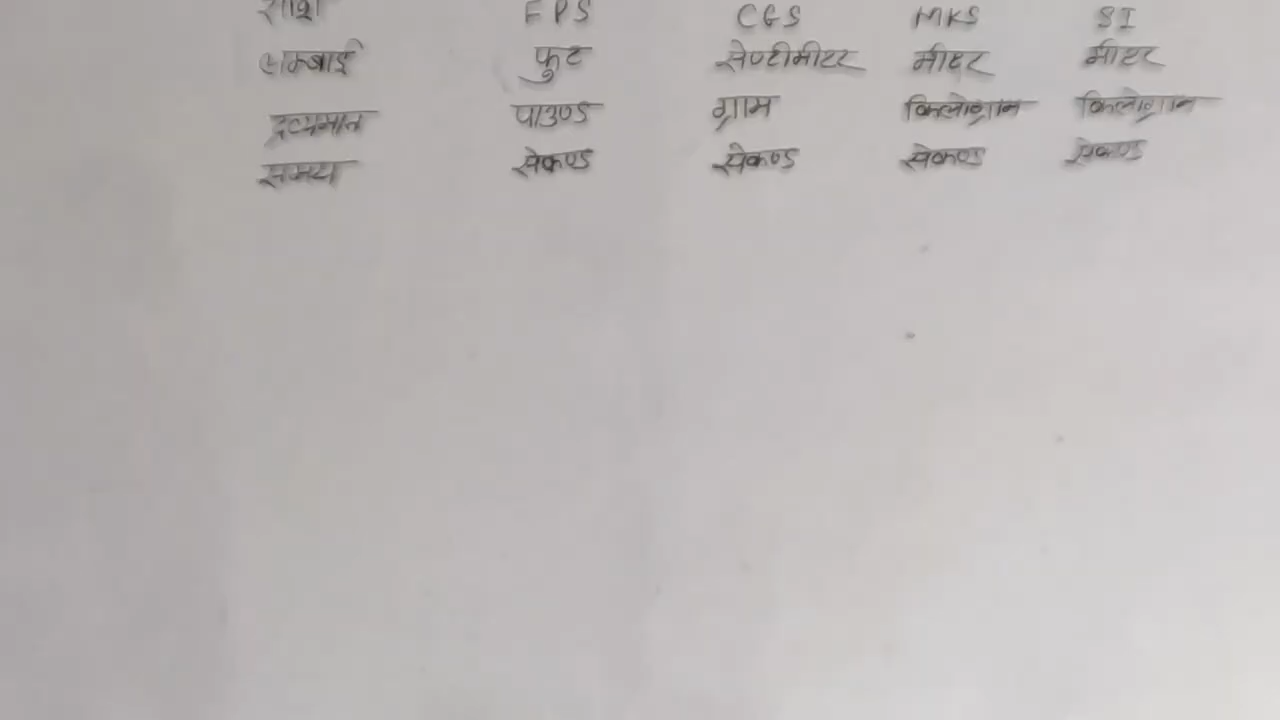 राशि FPS CGS MKS SI
लम्बाई फुट सेण्टीमीटर मीटर मीटर
द्रव्यमान पाउण्ड ग्राम किलोग्राम किलोग्राम
समय सेकण्ड सेकण्ड सेकण्ड सेकण्ड